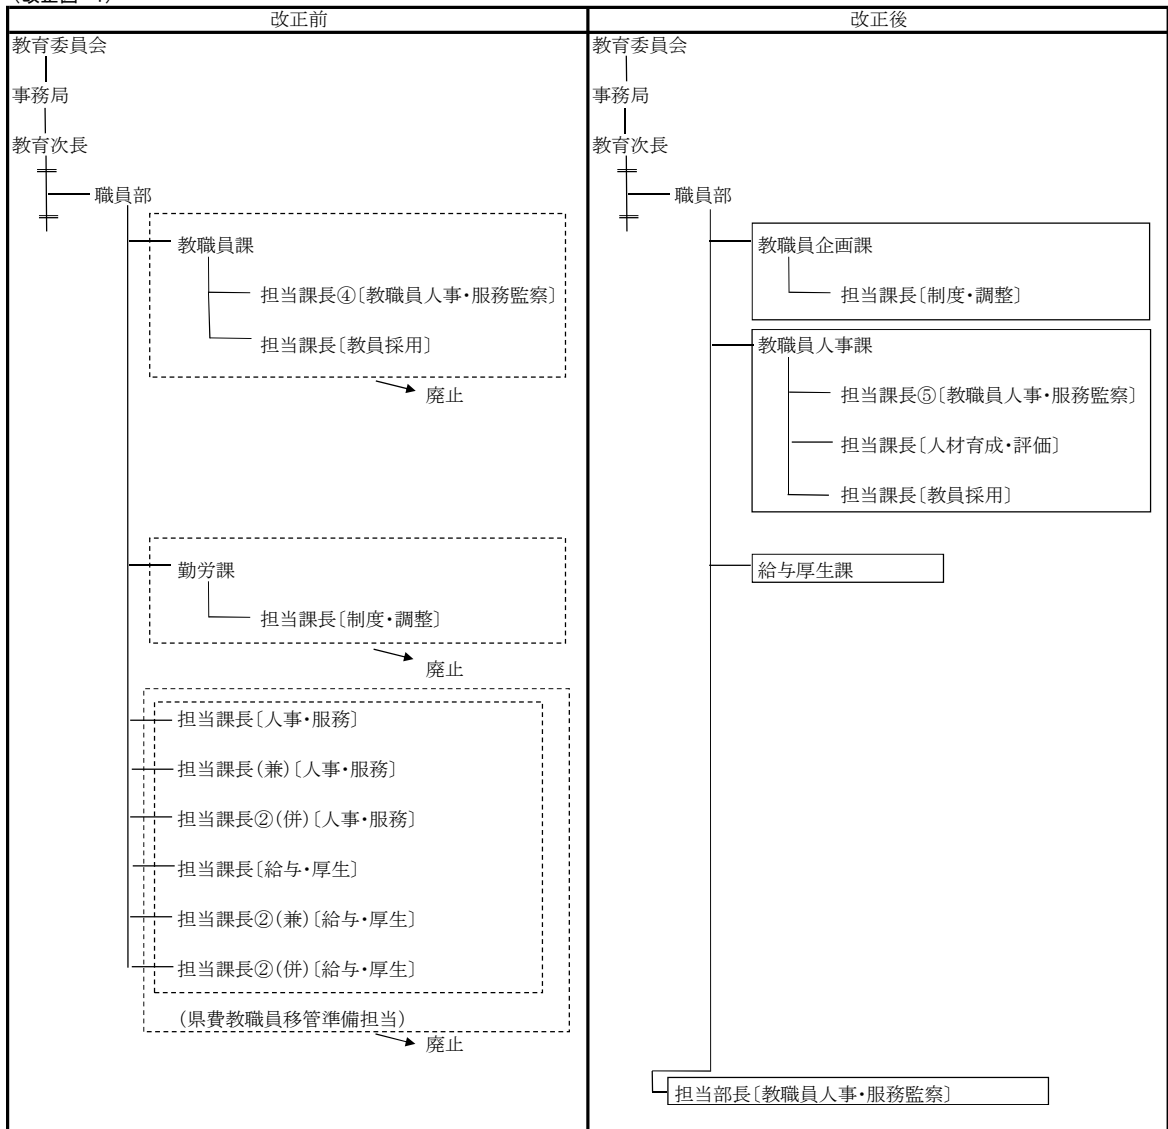 改正前
教育委員会
事務局
教育次長
職員部
教職員課
担当課長④〔教職員人事・服務監察〕
担当課長〔教員採用〕
廃止
勤労課
担当課長〔制度・調整〕
廃止
担当課長〔人事・服務〕
担当課長(兼)〔人事・服務〕
担当課長②(併)〔人事・服務〕
担当課長〔給与・厚生〕
担当課長②(兼)〔給与・厚生〕
担当課長②(併)〔給与・厚生〕
(県費教職員移管準備担当)
廃止
改正後
教育委員会
事務局
教育次長
職員部
教職員企画課
担当課長〔制度・調整〕
教職員人事課
担当課長⑤〔教職員人事・服務監察〕
担当課長〔人材育成・評価〕
担当課長〔教員採用〕
給与厚生課
担当部長〔教職員人事・服務監察〕